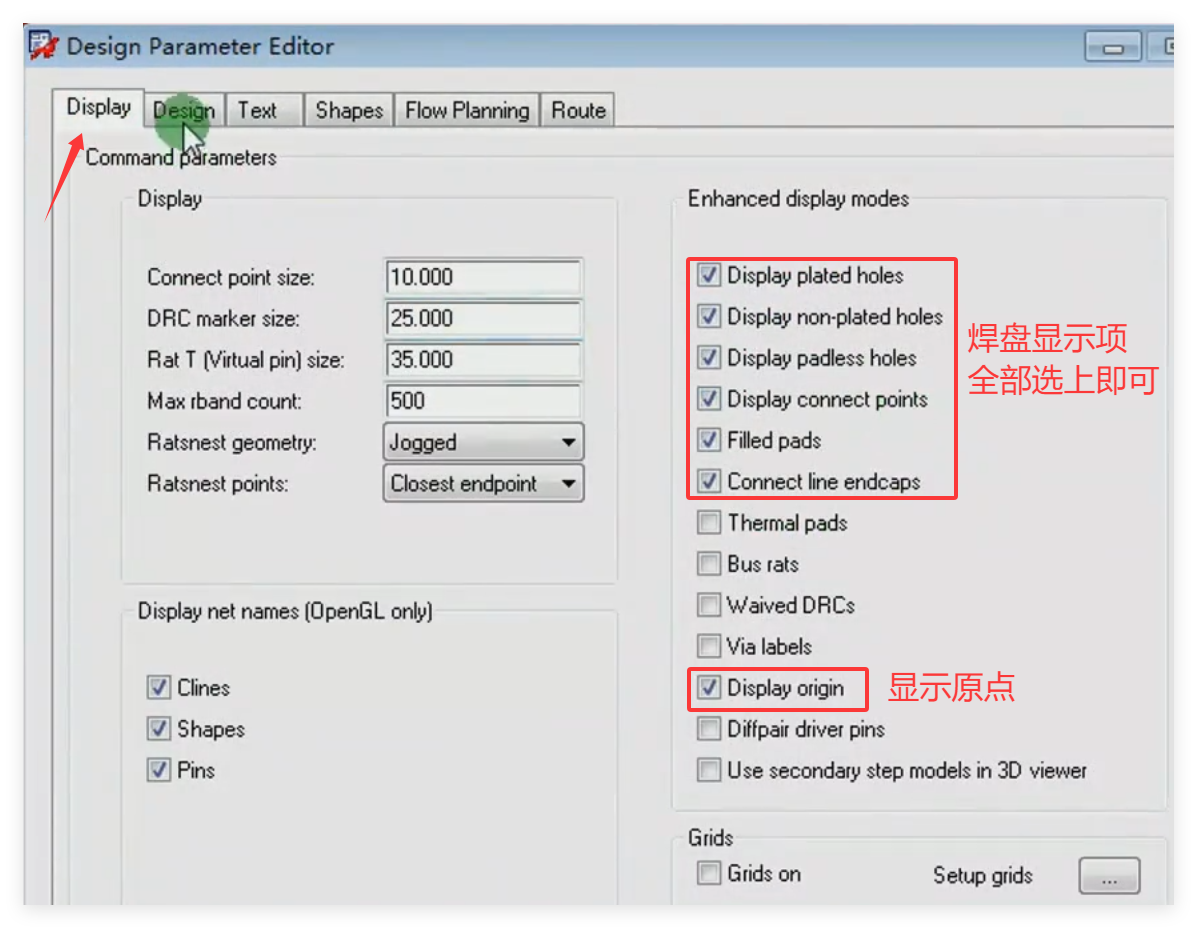 Design Parameter Editor
Display Design Text Shapes Flow Planning Route
Command parameters
Display
Connect point size: 10.000
DRC marker size: 25.000
Rat T (Virtual pin) size: 35.000
Max rband count: 500
Ratsnest geometry: Jogged
Ratsnest points: Closest endpoint
Display net names (OpenGL only)
Clines
Shapes
Pins
Enhanced display modes
Display plated holes
Display non-plated holes
Display padless holes
Display connect points
Filled pads
Connect line endcaps
焊盘显示项
全部选上即可
Thermal pads
Bus rats
Waived DRCs
Via labels
Display origin 显示原点
Diffpair driver pins
Use secondary step models in 3D viewer
Grids
Grids on Setup grids ...